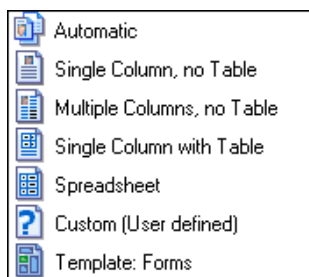 Automatic
Single Column, no Table
Multiple Columns, no Table
Single Column with Table
Spreadsheet
Custom (User defined)
Template: Forms